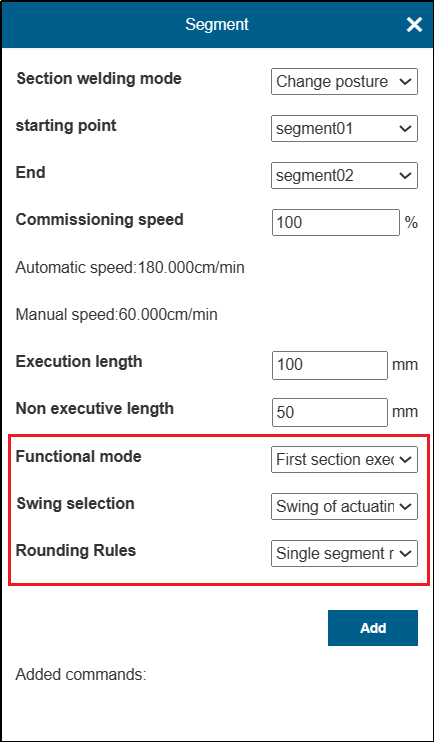 Segment
Section welding mode Change posture
starting point segment01
End segment02
Commissioning speed 100 %
Automatic speed:180.000cm/min
Manual speed:60.000cm/min
Execution length 100 mm
Non executive length 50 mm
Functional mode First section exec
Swing selection Swing of actuatin
Rounding Rules Single segment r
Add
Added commands: